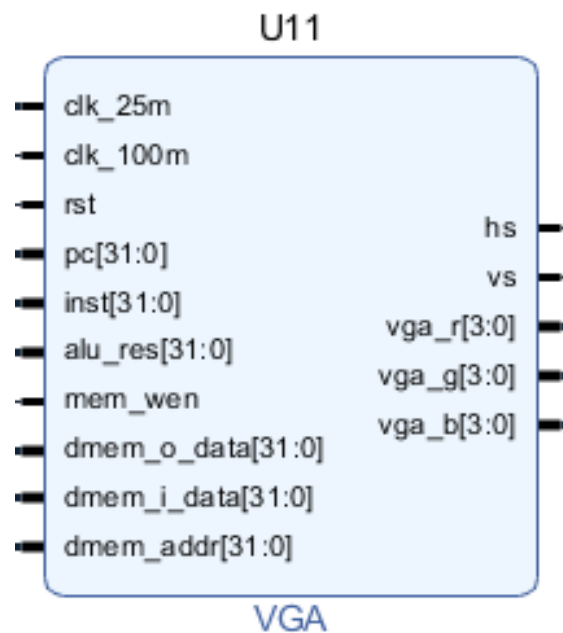 U11
clk_25m
clk_100m
rst
pc[31:0]
inst[31:0]
alu_res[31:0]
mem_wen
dmem_o_data[31:0]
dmem_i_data[31:0]
dmem_addr[31:0]
hs
vs
vga_r[3:0]
vga_g[3:0]
vga_b[3:0]
VGA